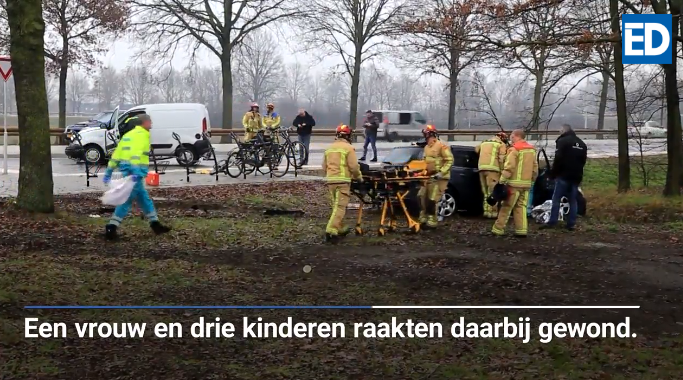 ED
Een vrouw en drie kinderen raakten daarbij gewond.